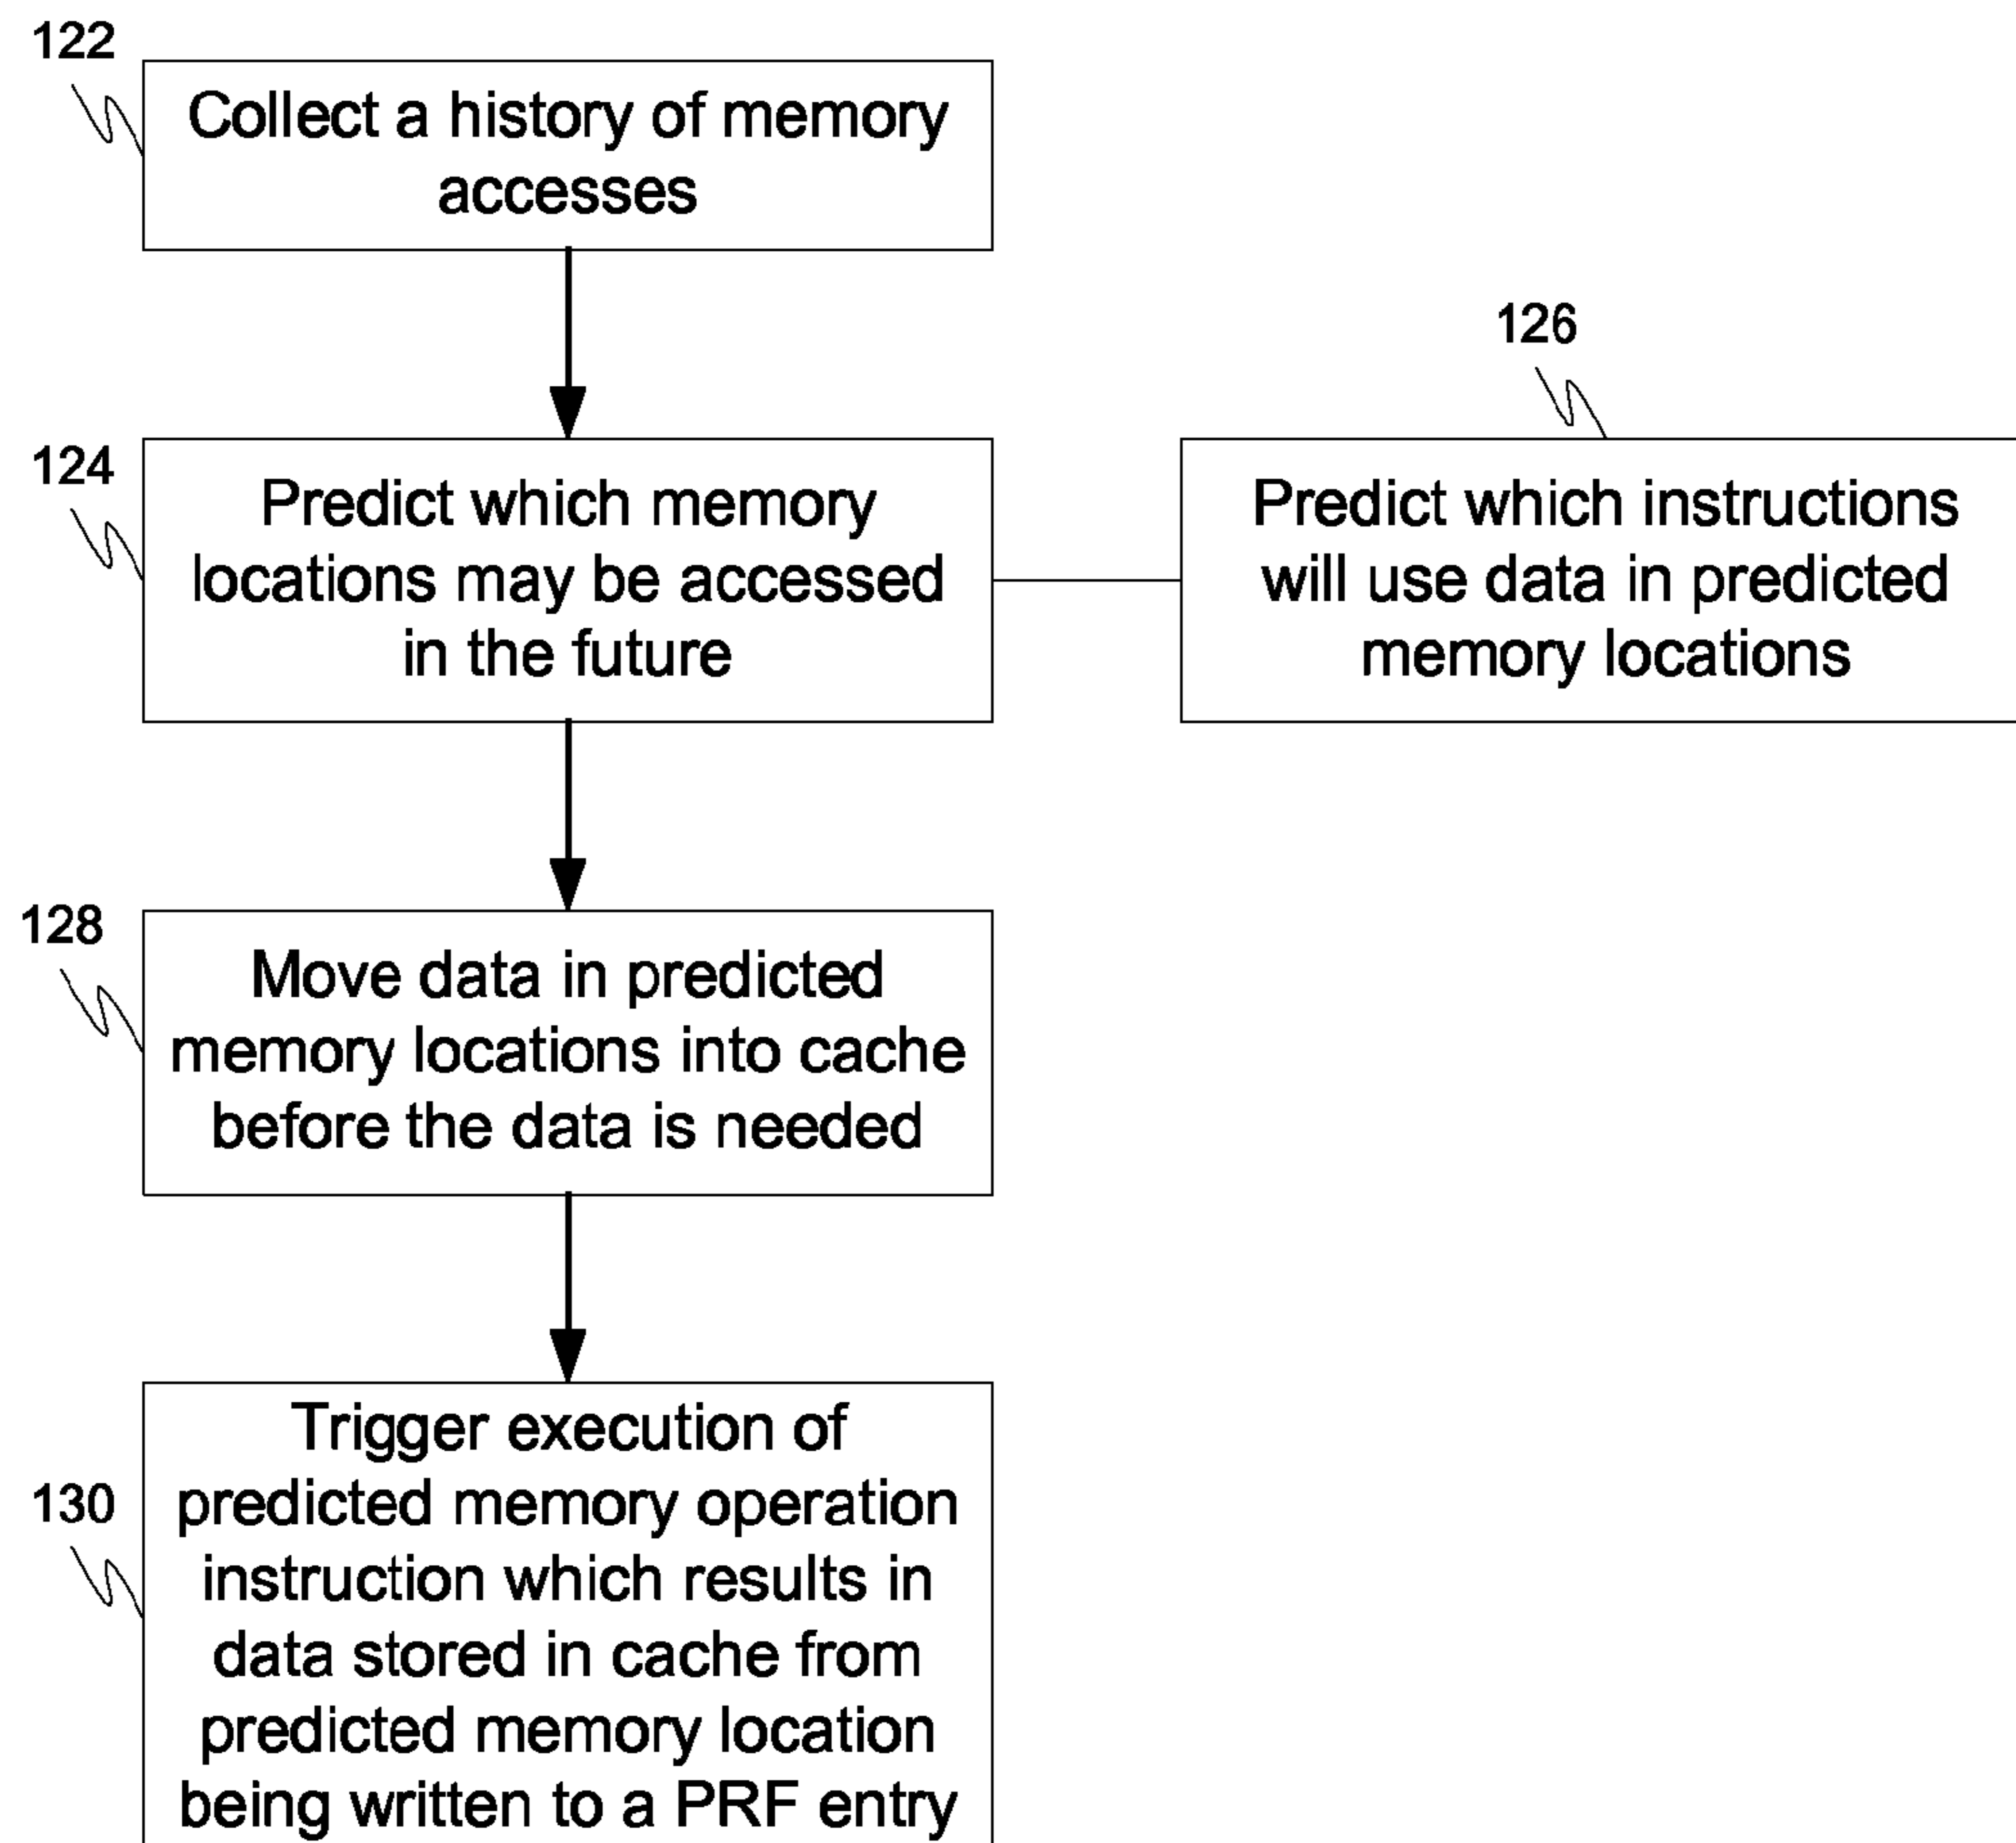 122
Collect a history of memory
accesses
126
124
Predict which memory
locations may be accessed
in the future
Predict which instructions
will use data in predicted
memory locations
128
Move data in predicted
memory locations into cache
before the data is needed
130
Trigger execution of
predicted memory operation
instruction which results in
data stored in cache from
predicted memory location
being written to a PRF entry